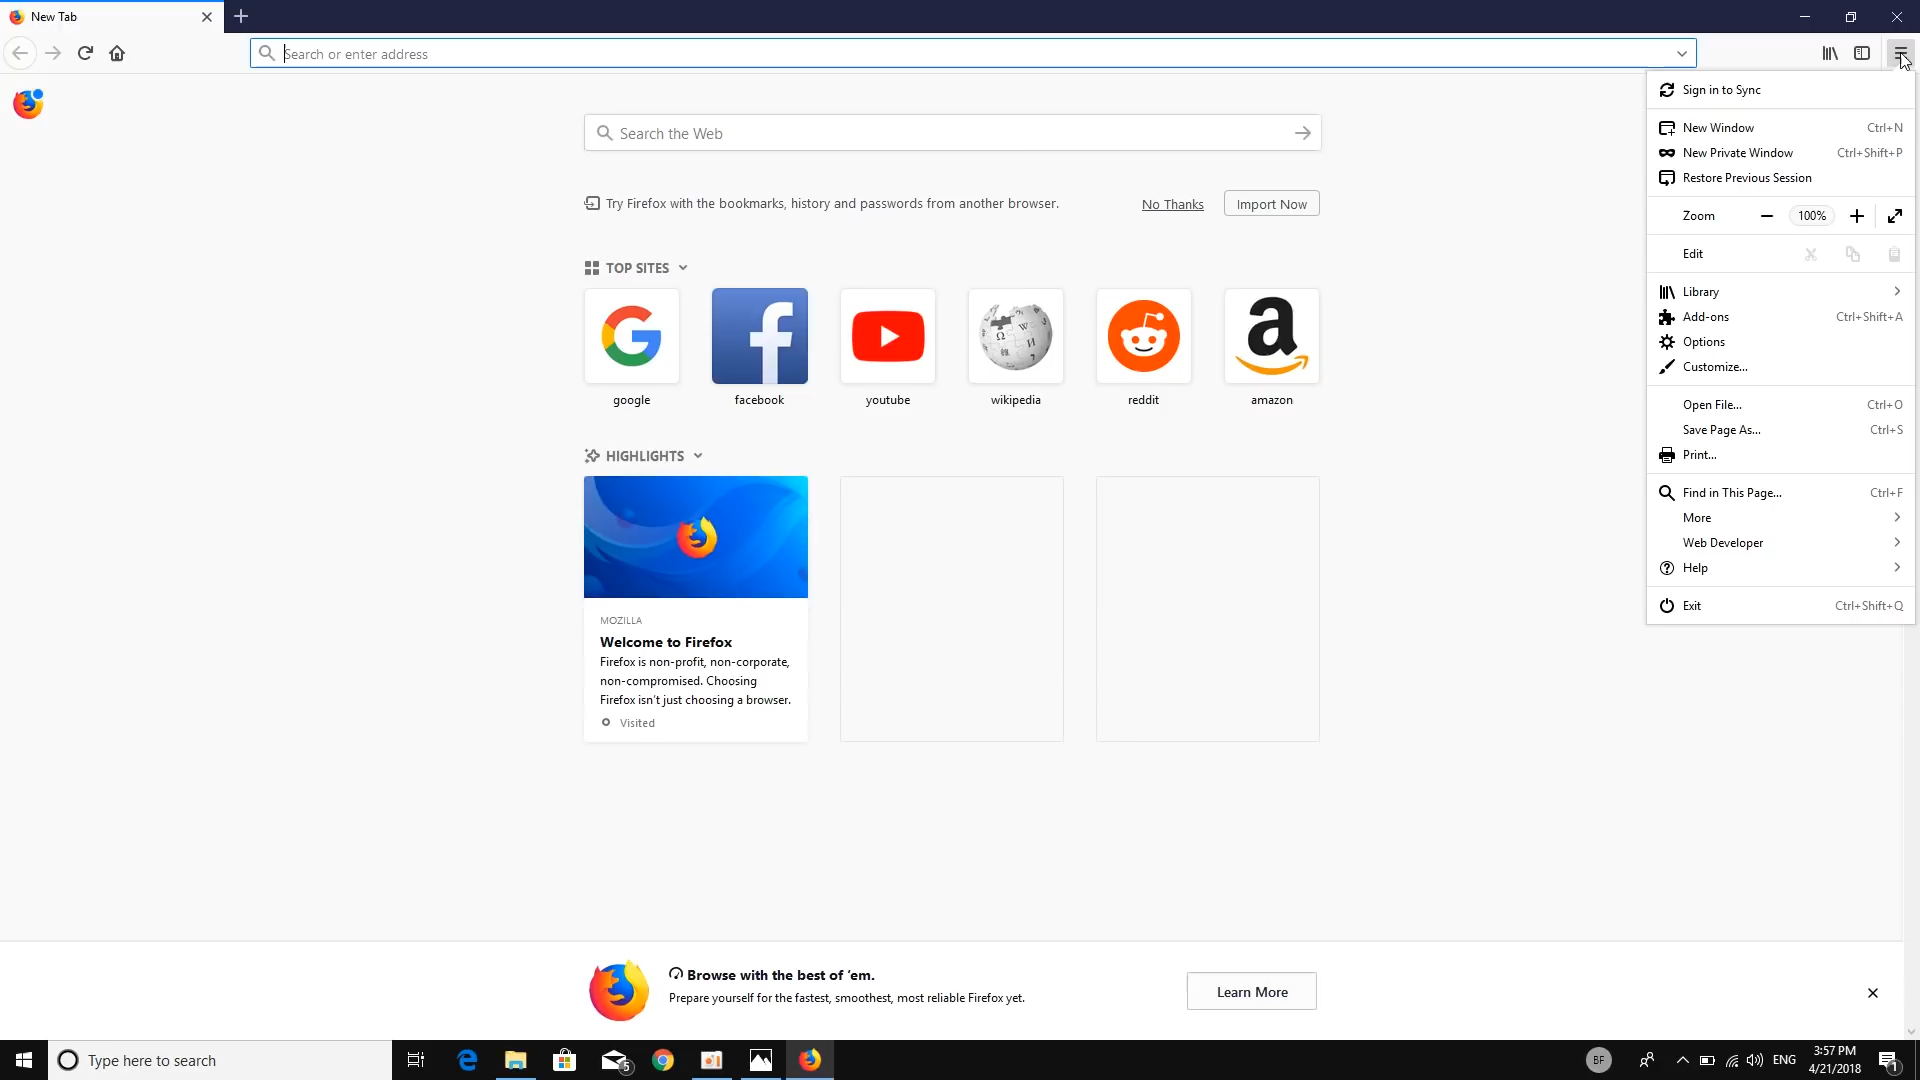 New Tab
Search or enter address
Sign in to Sync
New Window Ctrl+N
New Private Window Ctrl+Shift+P
Restore Previous Session
Zoom 100%
Edit
Library
Add-ons Ctrl+Shift+A
Options
Customize...
Open File... Ctrl+O
Save Page As... Ctrl+S
Print...
Find in This Page... Ctrl+F
More
Web Developer
Help
Exit Ctrl+Shift+Q
Search the Web
Try Firefox with the bookmarks, history and passwords from another browser. No Thanks Import Now
TOP SITES
google facebook youtube wikipedia reddit amazon
HIGHLIGHTS
MOZILLA
Welcome to Firefox
Firefox is non-profit, non-corporate,
non-compromised. Choosing
Firefox isn't just choosing a browser.
Visited
Browse with the best of ‘em.
Prepare yourself for the fastest, smoothest, most reliable Firefox yet.
Learn More
Type here to search
5
BF
ENG
3:57 PM
4/21/2018
1